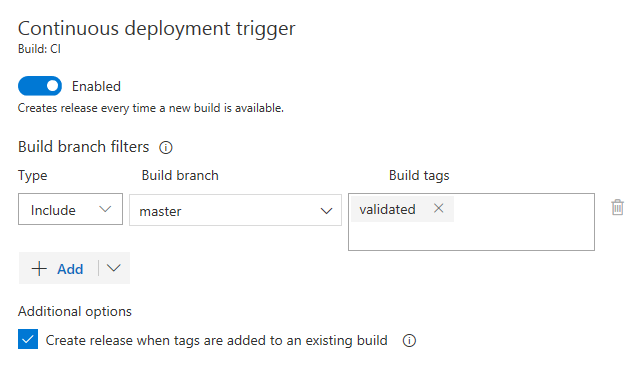 Continuous deployment trigger
Build: CI
Enabled
Creates release every time a new build is available.
Build branch filters
Type Build branch Build tags
Include master validated
Add
Additional options
Create release when tags are added to an existing build